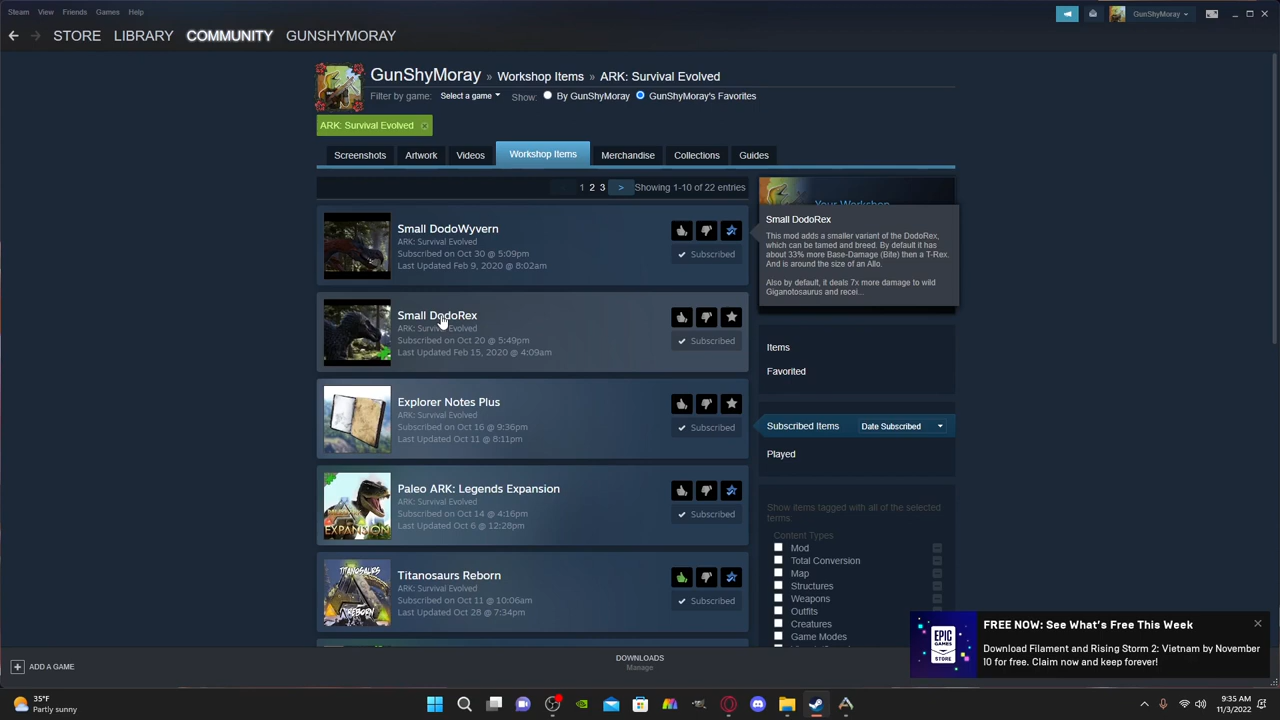 Steam View Friends Games Help
GunShyMoray
STORE LIBRARY COMMUNITY GUNSHYMORAY
GunShyMoray » Workshop Items » ARK: Survival Evolved
Filter by game: Select a game Show: By GunShyMoray GunShyMoray's Favorites
ARK: Survival Evolved x
Screenshots Artwork Videos Workshop Items Merchandise Collections Guides
1 2 3 > Showing 1-10 of 22 entries
Your Workshop
Small DodoWyvern
ARK: Survival Evolved
Subscribed on Oct 30 @ 5:09pm
Last Updated Feb 9, 2020 @ 8:02am
Subscribed
Small DodoRex
This mod adds a smaller variant of the DodoRex,
which can be tamed and breed. By default it has
about 33% more Base-Damage (Bite) then a T-Rex.
And is around the size of an Allo.
Also by default, it deals 7x more damage to wild
Giganotosaurus and recei...
Small DodoRex
ARK: Survival Evolved
Subscribed on Oct 20 @ 5:49pm
Last Updated Feb 15, 2020 @ 4:09am
Subscribed
Explorer Notes Plus
ARK: Survival Evolved
Subscribed on Oct 16 @ 9:36pm
Last Updated Oct 11 @ 8:11pm
Subscribed
Paleo ARK: Legends Expansion
ARK: Survival Evolved
Subscribed on Oct 14 @ 4:16pm
Last Updated Oct 6 @ 12:28pm
Subscribed
EXPANSION
Titanosaurs Reborn
ARK: Survival Evolved
Subscribed on Oct 11 @ 10:06am
Last Updated Oct 28 @ 7:34pm
Subscribed
TITANOSAURS
REBORN
Items
Favorited
Subscribed Items Date Subscribed
Played
Show items tagged with all of the selected
terms:
Content Types
Mod
Total Conversion
Map
Structures
Weapons
Outfits
Creatures
Game Modes
EPIC
GAMES
STORE
FREE NOW: See What's Free This Week
Download Filament and Rising Storm 2: Vietnam by November
10 for free. Claim now and keep forever!
ADD A GAME
DOWNLOADS
Manage
35°F
Partly sunny
9:35 AM
11/3/2022